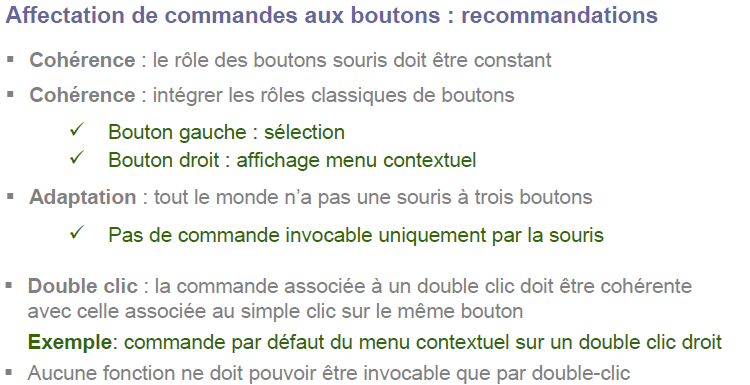 Affectation de commandes aux boutons : recommandations
▪ Cohérence : le rôle des boutons souris doit être constant
▪ Cohérence : intégrer les rôles classiques de boutons
✓ Bouton gauche : sélection
✓ Bouton droit : affichage menu contextuel
▪ Adaptation : tout le monde n’a pas une souris à trois boutons
✓ Pas de commande invocable uniquement par la souris
▪ Double clic : la commande associée à un double clic doit être cohérente
avec celle associée au simple clic sur le même bouton
Exemple: commande par défaut du menu contextuel sur un double clic droit
▪ Aucune fonction ne doit pouvoir être invocable que par double-clic